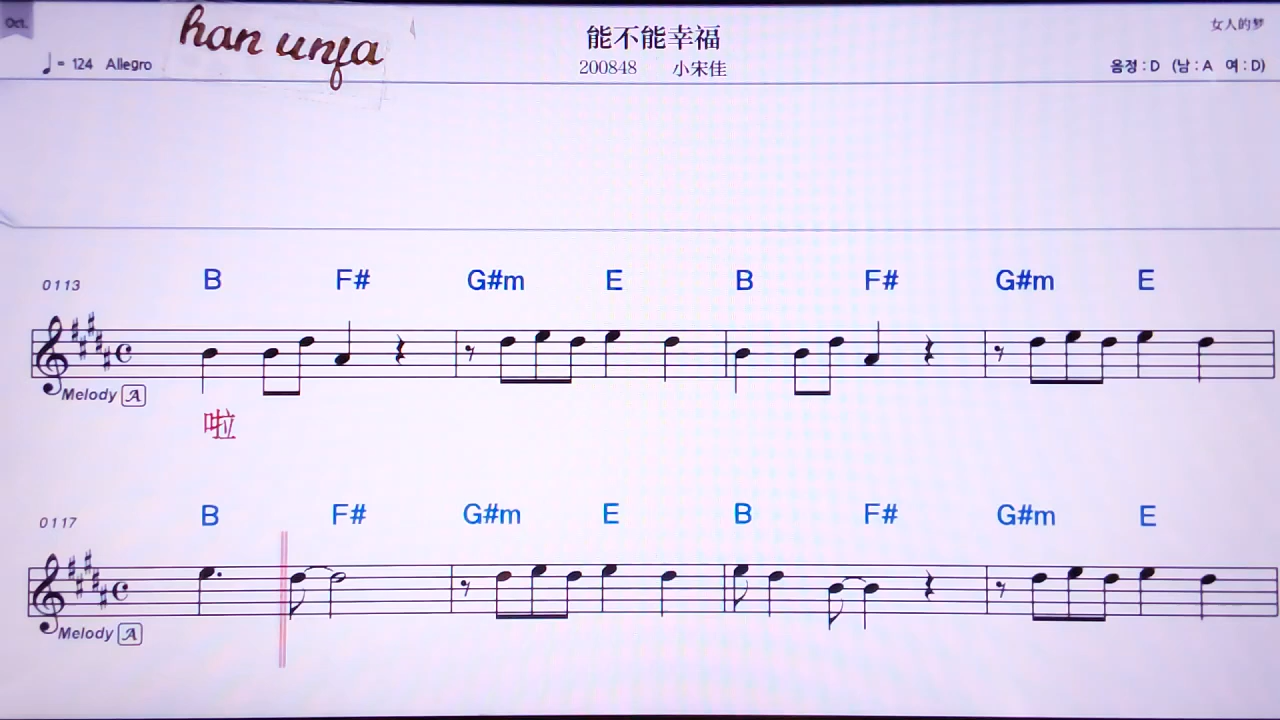 Oct.
han unfa
能不能幸福
女人的梦
♩= 124 Allegro
200848 小宋佳
음정 : D (남 : A 여 : D)
0113
B F# G#m E B F# G#m E
Melody A
啦
0117
B F# G#m E B F# G#m E
Melody A